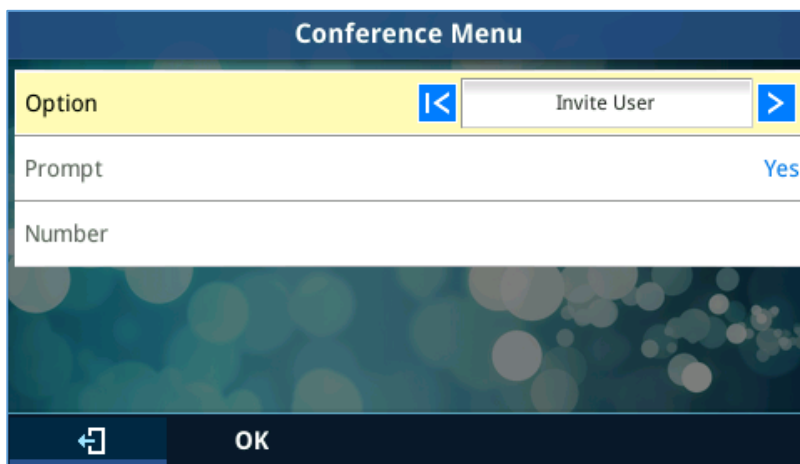 Conference Menu
Option Invite User
Prompt Yes
Number
OK